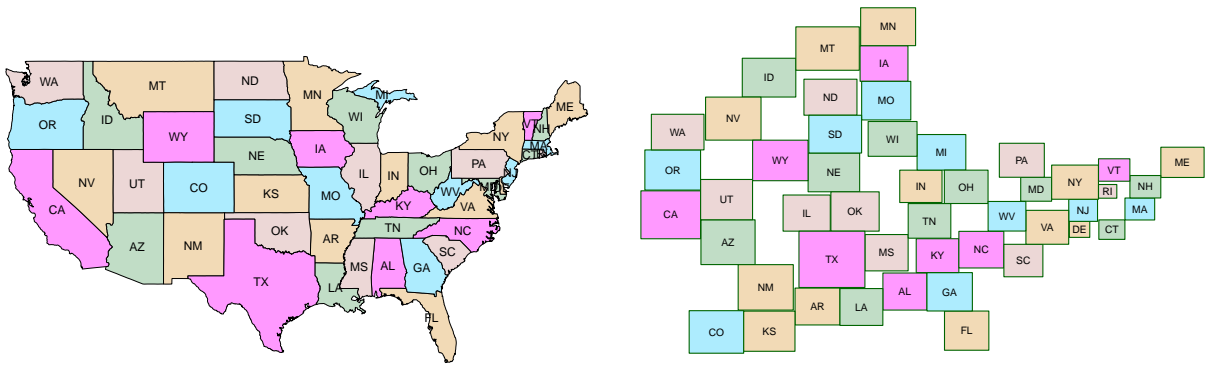 WA
MT
ND
MN
MI
ME
OR
ID
WY
SD
WI
NY
VT
NH
MA
NV
UT
CO
NE
IA
IL
IN
OH
PA
NJ
CA
KS
MO
KY
WV
VA
AZ
NM
OK
AR
TN
NC
TX
LA
MS
AL
GA
SC
FL
MN
MT
IA
ID
ND
MO
NV
WA
SD
WI
OR
WY
NE
MI
PA
VT
ME
UT
IN
OH
MD
NY
RI
NH
CA
IL
OK
TN
WV
NJ
MA
AZ
VA
DE
CT
TX
MS
KY
NC
SC
NM
AR
LA
AL
GA
CO
KS
FL